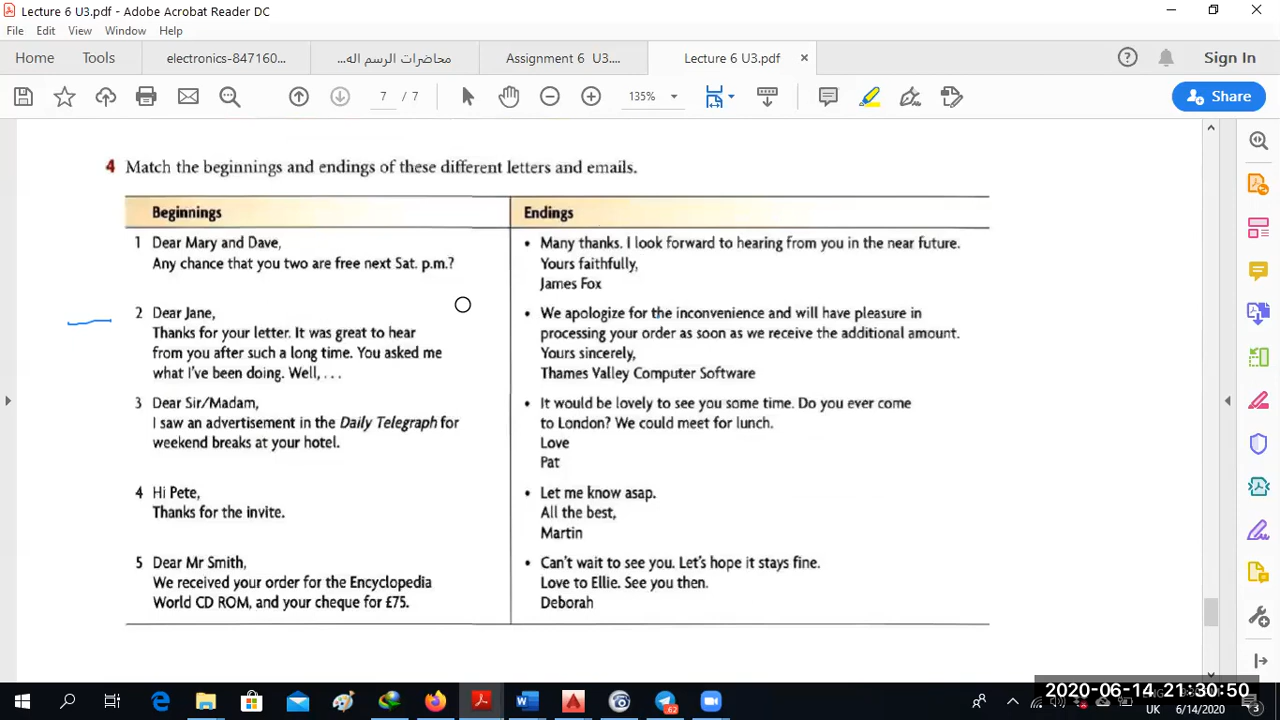 Lecture 6 U3.pdf - Adobe Acrobat Reader DC
File Edit View Window Help
Home Tools electronics-847160... محاضرات الرسم اله... Assignment 6 U3.... Lecture 6 U3.pdf Sign In
7 / 7 135% Share
4 Match the beginnings and endings of these different letters and emails.
Beginnings
1 Dear Mary and Dave,
Any chance that you two are free next Sat. p.m.?
2 Dear Jane,
Thanks for your letter. It was great to hear
from you after such a long time. You asked me
what I've been doing. Well, . . .
3 Dear Sir/Madam,
I saw an advertisement in the Daily Telegraph for
weekend breaks at your hotel.
4 Hi Pete,
Thanks for the invite.
5 Dear Mr Smith,
We received your order for the Encyclopedia
World CD ROM, and your cheque for £75.
Endings
• Many thanks. I look forward to hearing from you in the near future.
Yours faithfully,
James Fox
• We apologize for the inconvenience and will have pleasure in
processing your order as soon as we receive the additional amount.
Yours sincerely,
Thames Valley Computer Software
• It would be lovely to see you some time. Do you ever come
to London? We could meet for lunch.
Love
Pat
• Let me know asap.
All the best,
Martin
• Can't wait to see you. Let's hope it stays fine.
Love to Ellie. See you then.
Deborah
2020-06-14 21:30:50
UK 6/14/2020